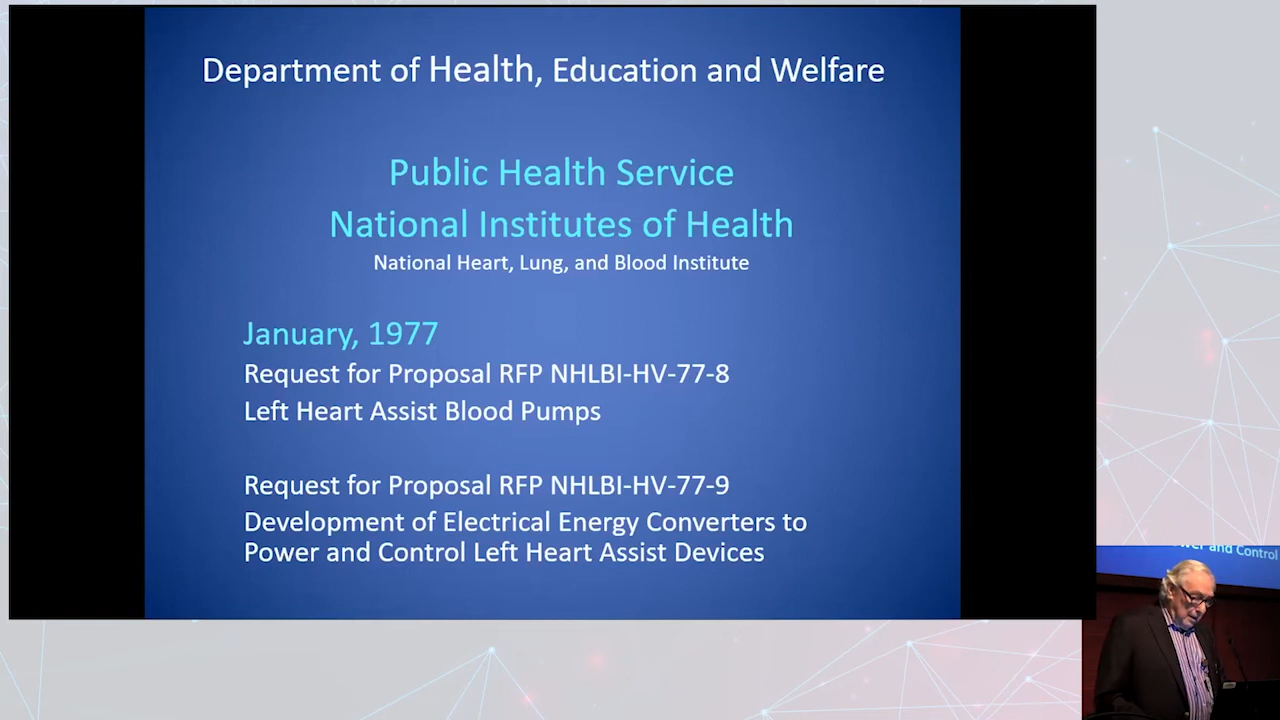 Department of Health, Education and Welfare
Public Health Service
National Institutes of Health
National Heart, Lung, and Blood Institute
January, 1977
Request for Proposal RFP NHLBI-HV-77-8
Left Heart Assist Blood Pumps
Request for Proposal RFP NHLBI-HV-77-9
Development of Electrical Energy Converters to
Power and Control Left Heart Assist Devices
and Control